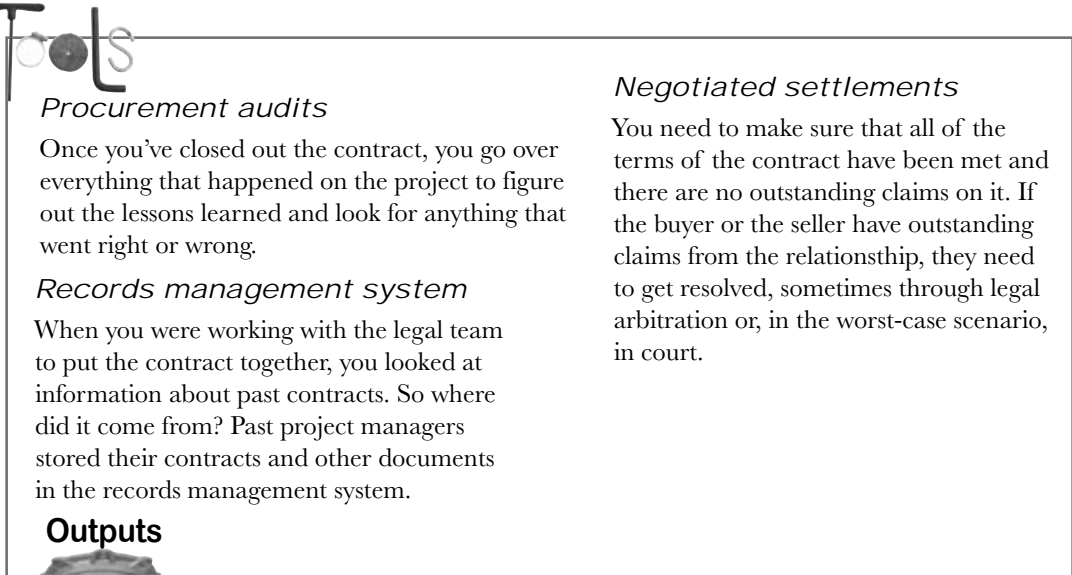 Tools
Procurement audits
Once you've closed out the contract, you go over
everything that happened on the project to figure
out the lessons learned and look for anything that
went right or wrong.
Records management system
When you were working with the legal team
to put the contract together, you looked at
information about past contracts. So where
did it come from? Past project managers
stored their contracts and other documents
in the records management system.
Negotiated settlements
You need to make sure that all of the
terms of the contract have been met and
there are no outstanding claims on it. If
the buyer or the seller have outstanding
claims from the relationsthip, they need
to get resolved, sometimes through legal
arbitration or, in the worst-case scenario,
in court.
Outputs